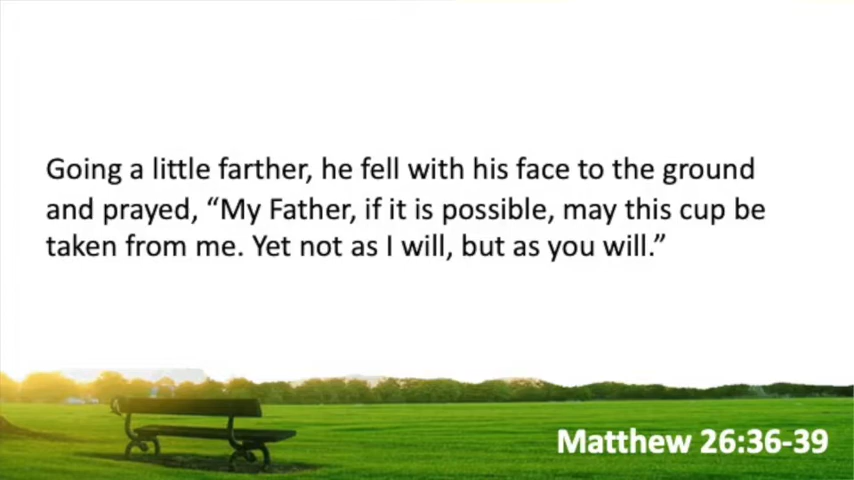 Going a little farther, he fell with his face to the ground
and prayed, “My Father, if it is possible, may this cup be
taken from me. Yet not as I will, but as you will.”
Matthew 26:36-39